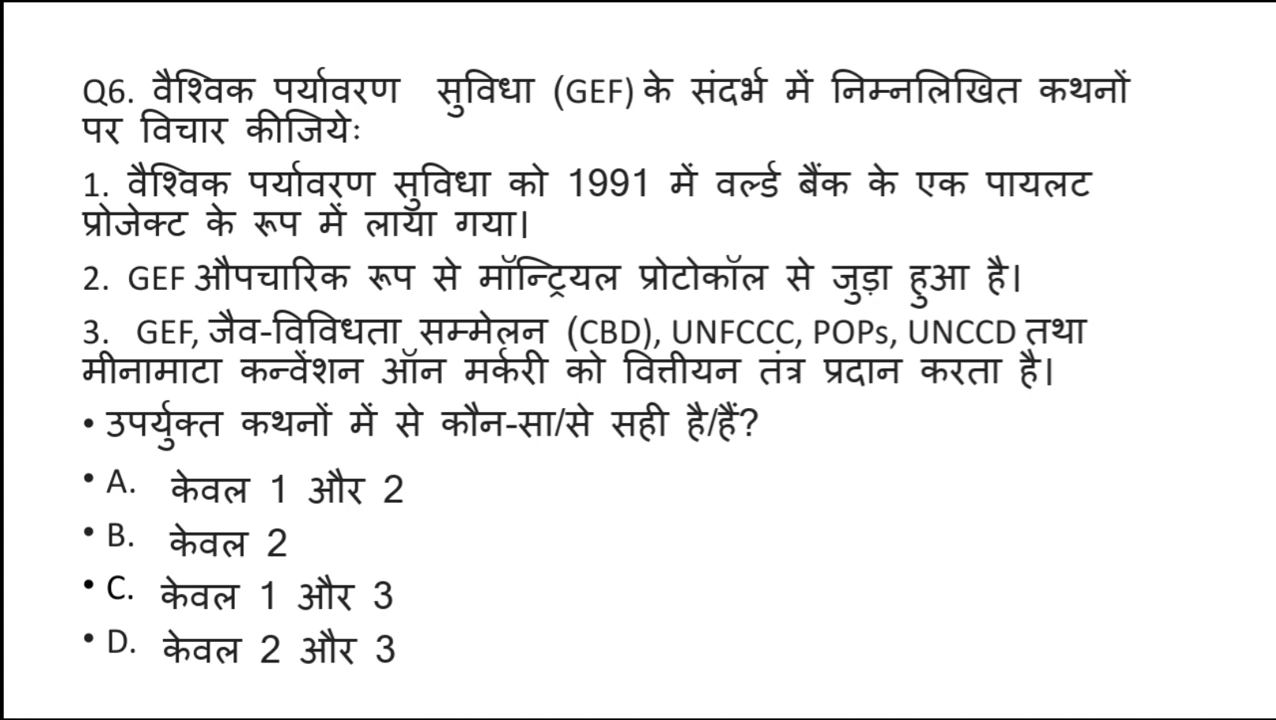 Q6. वैश्विक पर्यावरण सुविधा (GEF) के संदर्भ में निम्नलिखित कथनों
पर विचार कीजियेः
1. वैश्विक पर्यावरण सुविधा को 1991 में वर्ल्ड बैंक के एक पायलट
प्रोजेक्ट के रूप में लाया गया।
2. GEF औपचारिक रूप से मॉन्ट्रियल प्रोटोकॉल से जुड़ा हुआ है।
3. GEF, जैव-विविधता सम्मेलन (CBD), UNFCCC, POPs, UNCCD तथा
मीनामाटा कन्वेंशन ऑन मर्करी को वित्तीयन तंत्र प्रदान करता है।
• उपर्युक्त कथनों में से कौन-सा/से सही है/हैं?
• A. केवल 1 और 2
• B. केवल 2
• C. केवल 1 और 3
• D. केवल 2 और 3